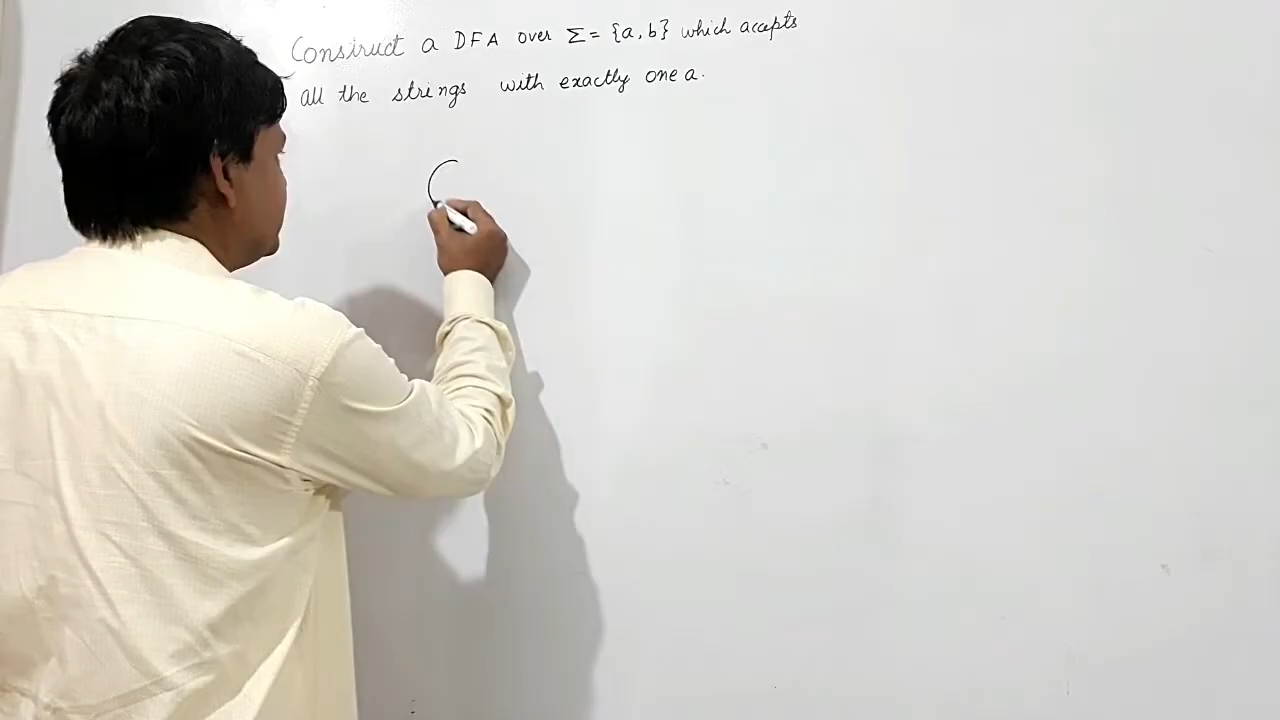 Construct a DFA over Σ = {a, b} which accepts
all the strings with exactly one a.